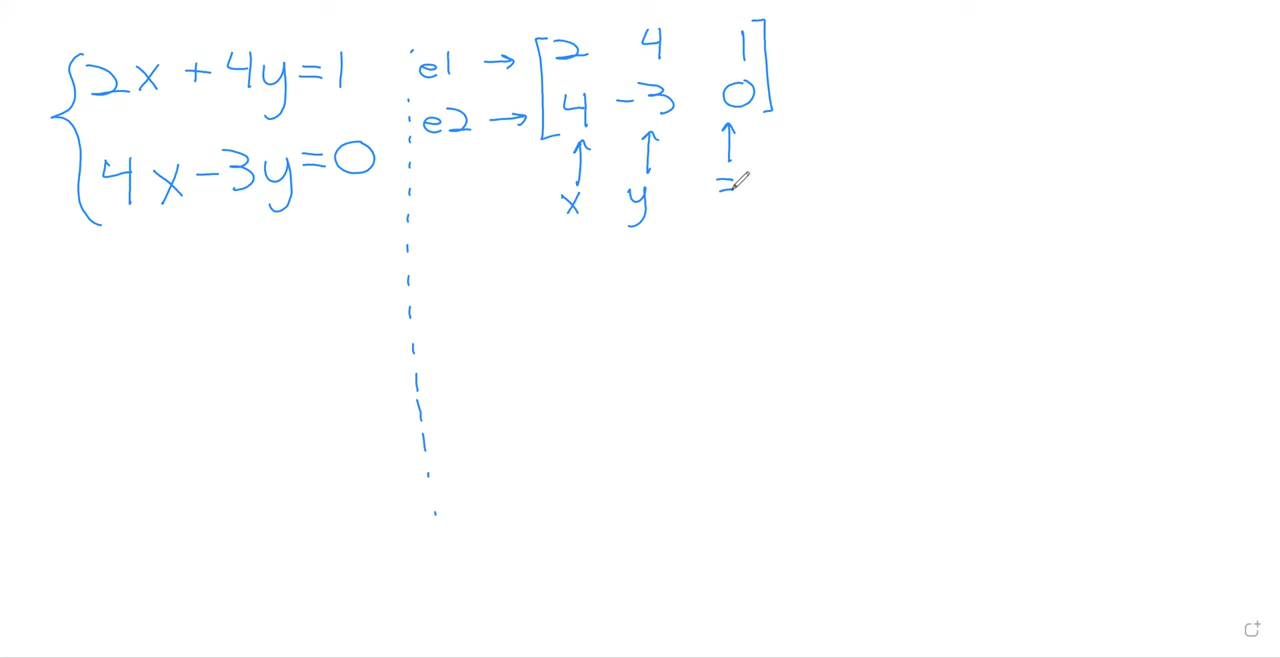 2x + 4y = 1
4x - 3y = 0
e1 → [ 2 4 1 ]
e2 → [ 4 -3 0 ]
↑ ↑ ↑
x y =